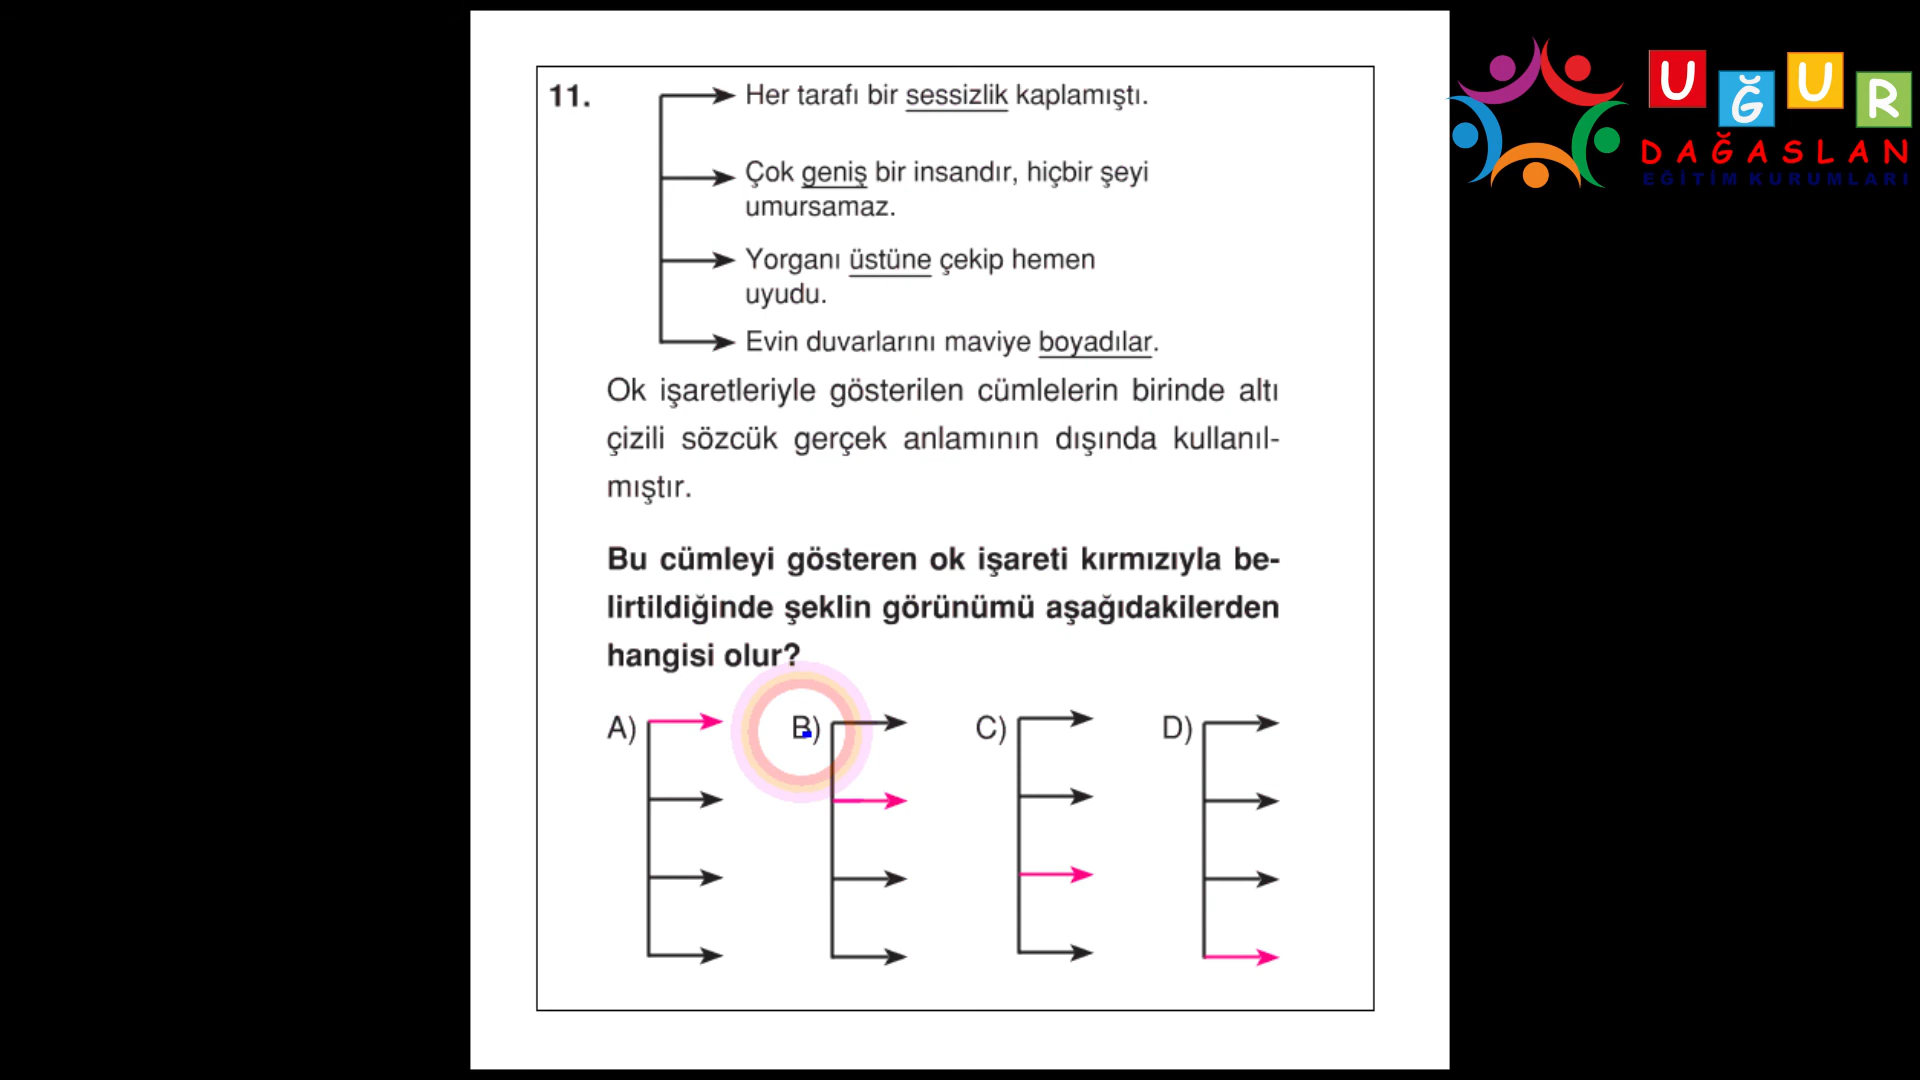 11.
Her tarafı bir sessizlik kaplamıştı.
Çok geniş bir insandır, hiçbir şeyi
umursamaz.
Yorganı üstüne çekip hemen
uyudu.
Evin duvarlarını maviye boyadılar.
Ok işaretleriyle gösterilen cümlelerin birinde altı
çizili sözcük gerçek anlamının dışında kullanıl-
mıştır.
Bu cümleyi gösteren ok işareti kırmızıyla be-
lirtildiğinde şeklin görünümü aşağıdakilerden
hangisi olur?
A) B) C) D)
UĞUR
DAĞASLAN
EĞİTİM KURUMLARI